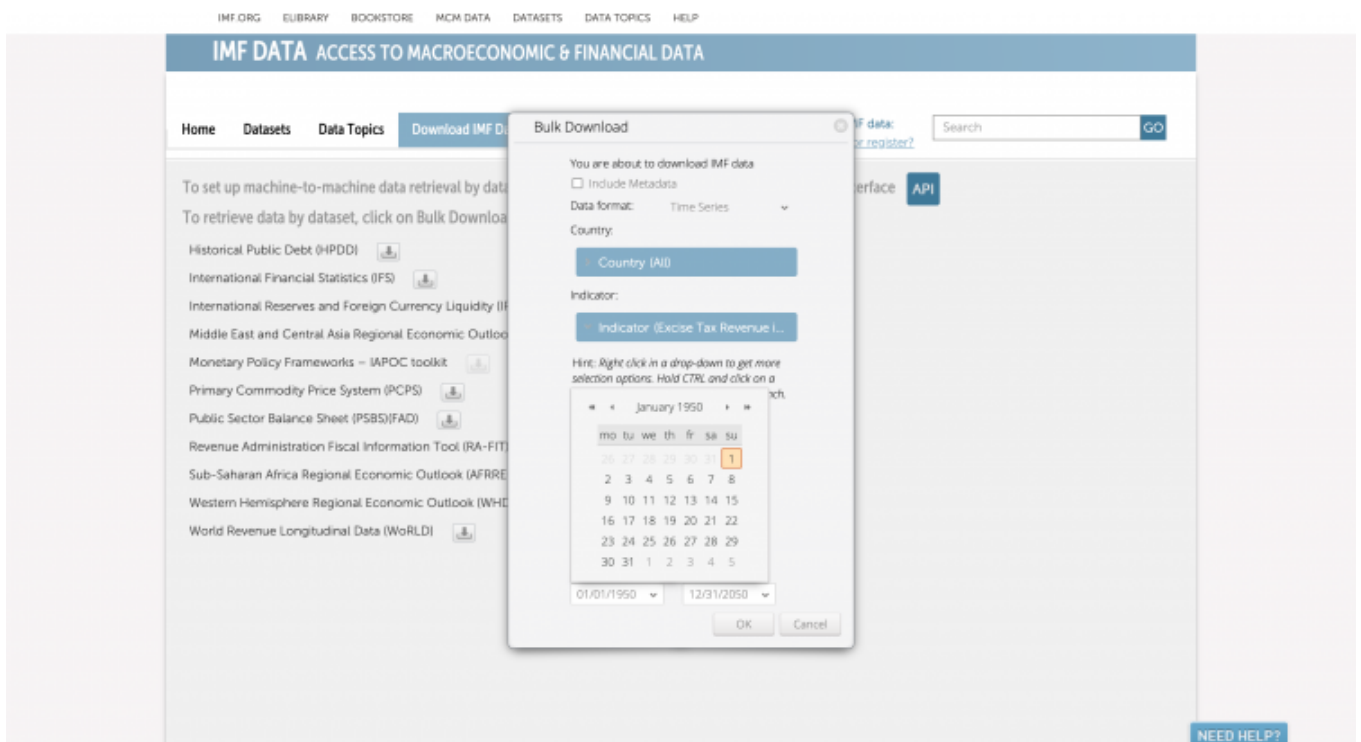 IMF.ORG ELIBRARY BOOKSTORE MCM DATA DATASETS DATA TOPICS HELP
IMF DATA ACCESS TO MACROECONOMIC & FINANCIAL DATA
Home Datasets Data Topics Download IMF Da
IF data:
or register?
Search GO
To set up machine-to-machine data retrieval by data
erface API
To retrieve data by dataset, click on Bulk Downloa
Historical Public Debt (HPDD)
International Financial Statistics (IFS)
International Reserves and Foreign Currency Liquidity (IR
Middle East and Central Asia Regional Economic Outloo
Monetary Policy Frameworks – IAPOC toolkit
Primary Commodity Price System (PCPS)
Public Sector Balance Sheet (PSBS)(FAD)
Revenue Administration Fiscal Information Tool (RA-FIT)
Sub-Saharan Africa Regional Economic Outlook (AFRRE
Western Hemisphere Regional Economic Outlook (WHD
World Revenue Longitudinal Data (WoRLD)
Bulk Download
You are about to download IMF data
Include Metadata
Data format: Time Series
Country:
Country (All)
Indicator:
Indicator (Excise Tax Revenue i...
Hint: Right click in a drop-down to get more
selection options. Hold CTRL and click on a
nch.
January 1950
mo tu we th fr sa su
26 27 28 29 30 31 1
2 3 4 5 6 7 8
9 10 11 12 13 14 15
16 17 18 19 20 21 22
23 24 25 26 27 28 29
30 31 1 2 3 4 5
01/01/1950 12/31/2050
OK Cancel
NEED HELP?